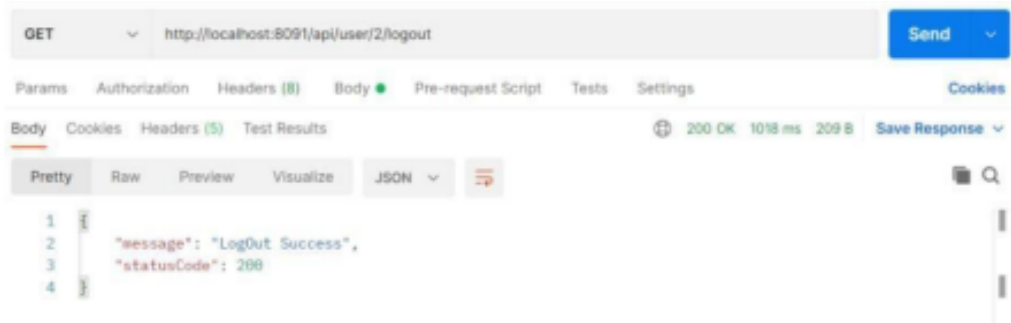 GET http://localhost:8091/api/user/2/logout Send
Params Authorization Headers (8) Body Pre-request Script Tests Settings Cookies
Body Cookies Headers (5) Test Results 200 OK 1018 ms 209 B Save Response
Pretty Raw Preview Visualize JSON
1 {
2 "message": "LogOut Success",
3 "statusCode": 200
4 }